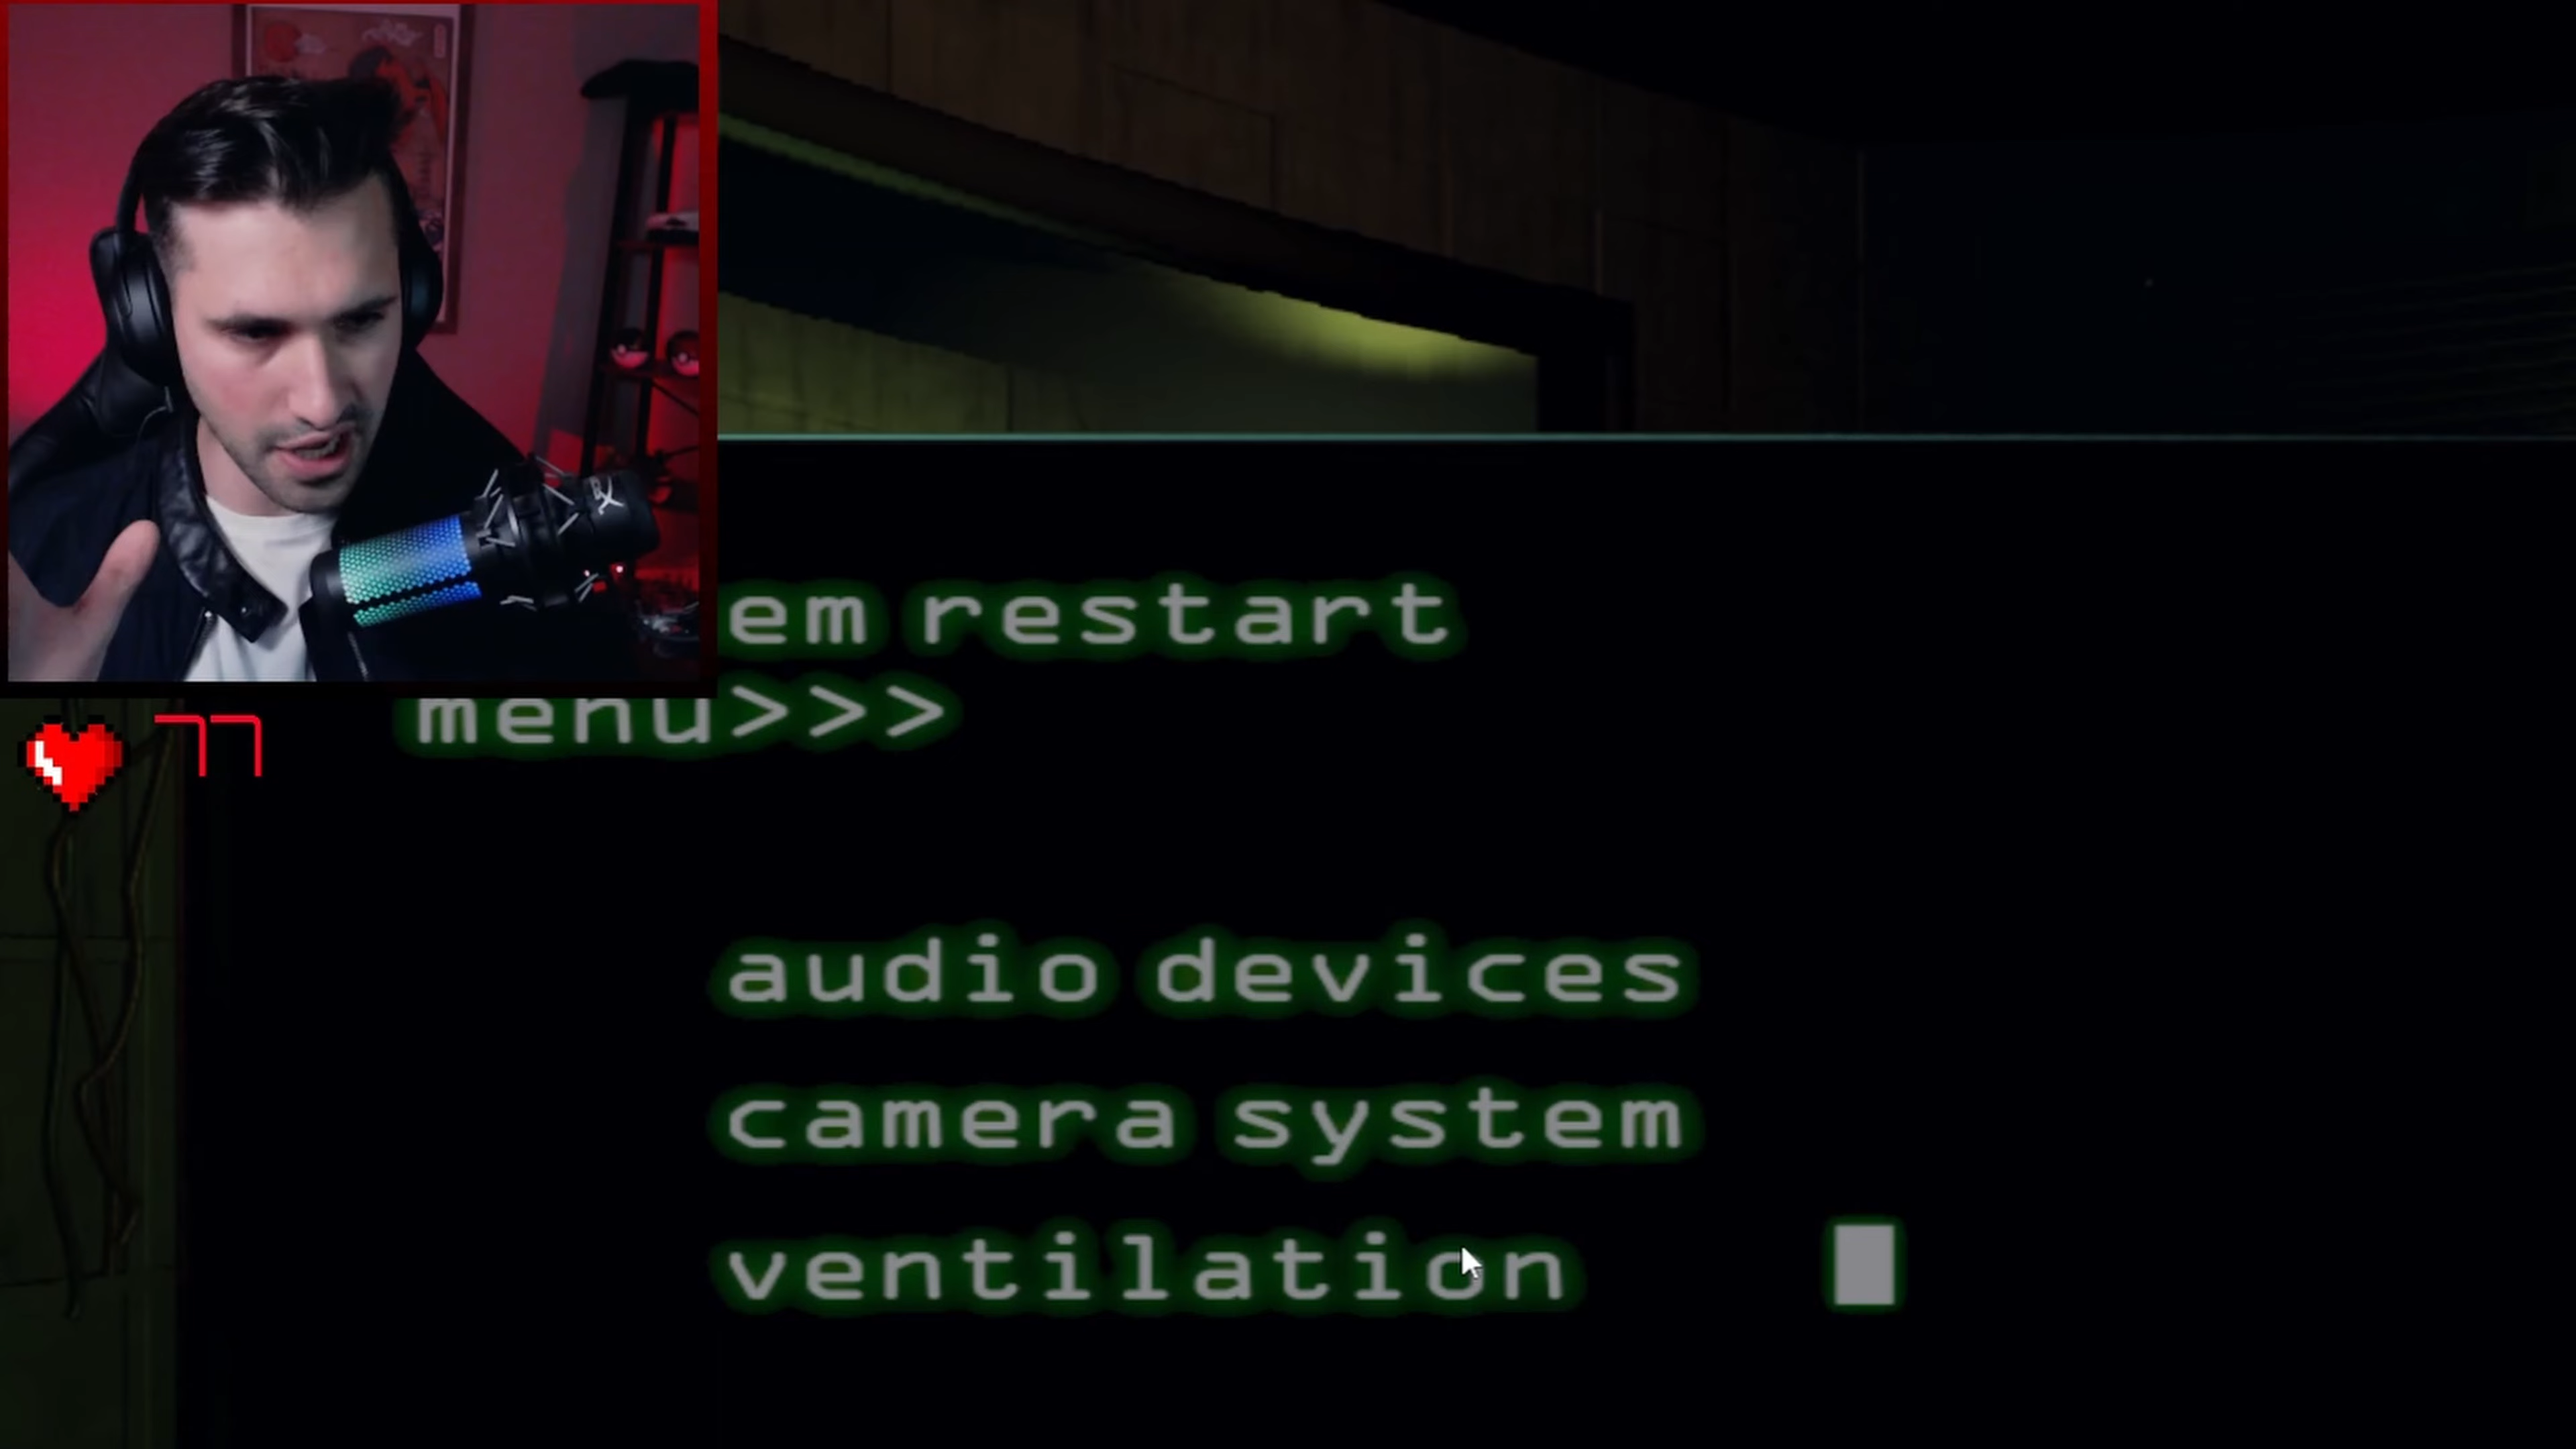 em restart
menu>>>
77
audio devices
camera system
ventilation